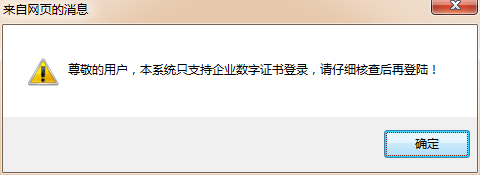 来自网页的消息
尊敬的用户，本系统只支持企业数字证书登录，请仔细核查后再登陆！
确定